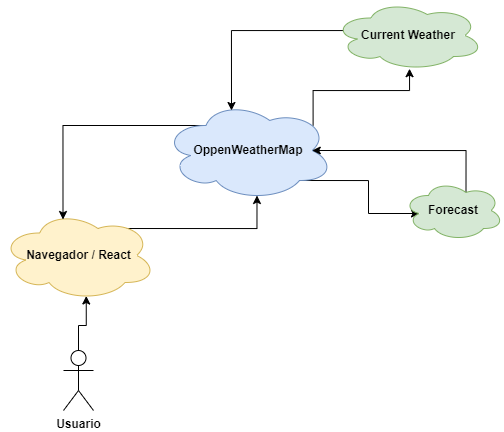 Current Weather
OppenWeatherMap
Forecast
Navegador / React
Usuario